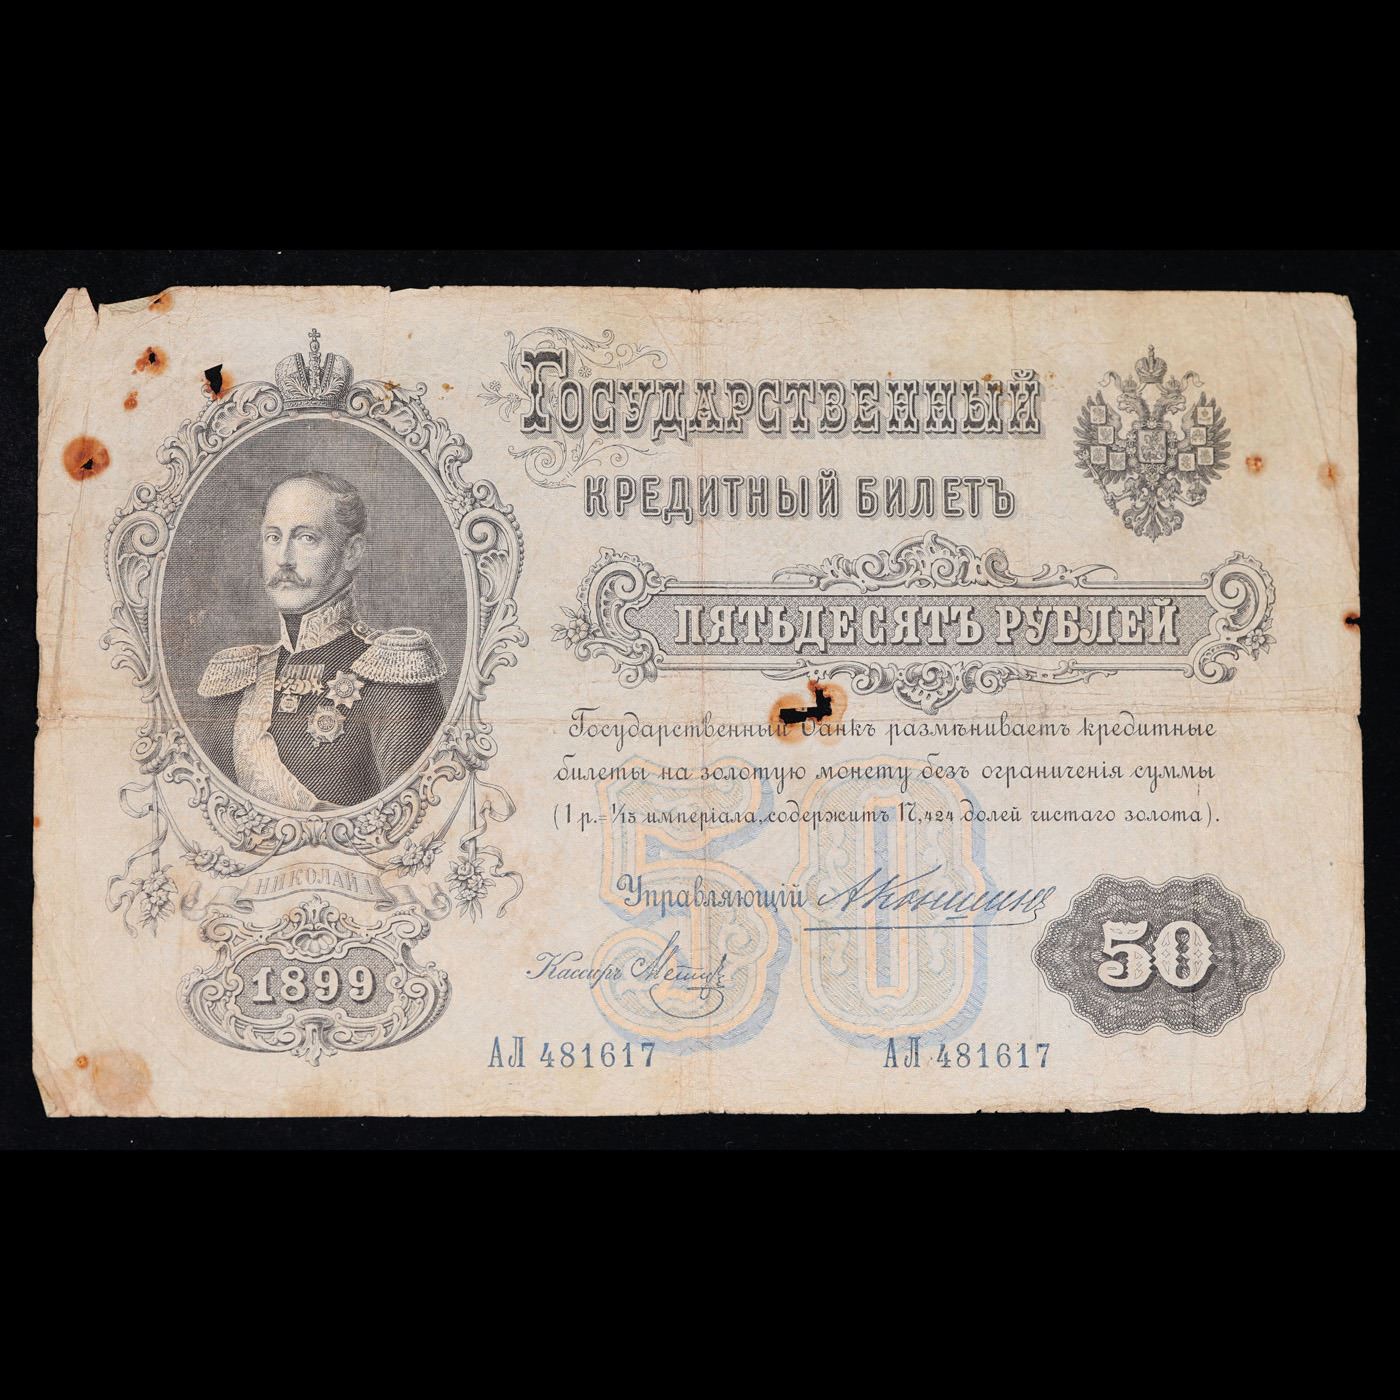 Государственный
кредитный билетъ
ПЯТЬДЕСЯТЪ РУБЛЕЙ
Государственный банкъ размѣниваетъ кредитные
билеты на золотую монету безъ ограниченія суммы
(1 р.= 1/15 имперіала, содержитъ 17,424 долей чистаго золота).
НИКОЛАЙ I
1899
Управляющій АКоншинъ
Кассиръ
50
50
АЛ 481617
АЛ 481617